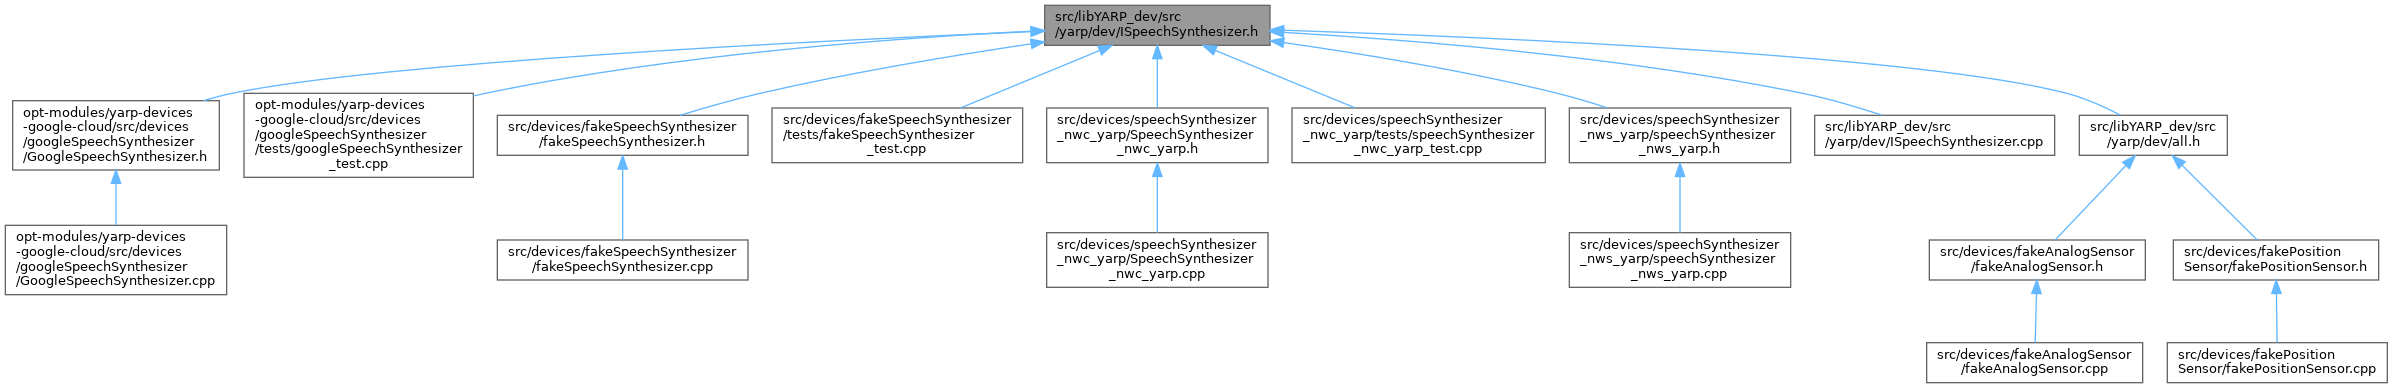 src/libYARP_dev/src
/yarp/dev/ISpeechSynthesizer.h
opt-modules/yarp-devices
-google-cloud/src/devices
/googleSpeechSynthesizer
/GoogleSpeechSynthesizer.h
opt-modules/yarp-devices
-google-cloud/src/devices
/googleSpeechSynthesizer
/tests/googleSpeechSynthesizer
_test.cpp
src/devices/fakeSpeechSynthesizer
/fakeSpeechSynthesizer.h
src/devices/fakeSpeechSynthesizer
/tests/fakeSpeechSynthesizer
_test.cpp
src/devices/speechSynthesizer
_nwc_yarp/SpeechSynthesizer
_nwc_yarp.h
src/devices/speechSynthesizer
_nwc_yarp/tests/speechSynthesizer
_nwc_yarp_test.cpp
src/devices/speechSynthesizer
_nws_yarp/speechSynthesizer
_nws_yarp.h
src/libYARP_dev/src
/yarp/dev/ISpeechSynthesizer.cpp
src/libYARP_dev/src
/yarp/dev/all.h
opt-modules/yarp-devices
-google-cloud/src/devices
/googleSpeechSynthesizer
/GoogleSpeechSynthesizer.cpp
src/devices/fakeSpeechSynthesizer
/fakeSpeechSynthesizer.cpp
src/devices/speechSynthesizer
_nwc_yarp/SpeechSynthesizer
_nwc_yarp.cpp
src/devices/speechSynthesizer
_nws_yarp/speechSynthesizer
_nws_yarp.cpp
src/devices/fakeAnalogSensor
/fakeAnalogSensor.h
src/devices/fakePosition
Sensor/fakePositionSensor.h
src/devices/fakeAnalogSensor
/fakeAnalogSensor.cpp
src/devices/fakePosition
Sensor/fakePositionSensor.cpp